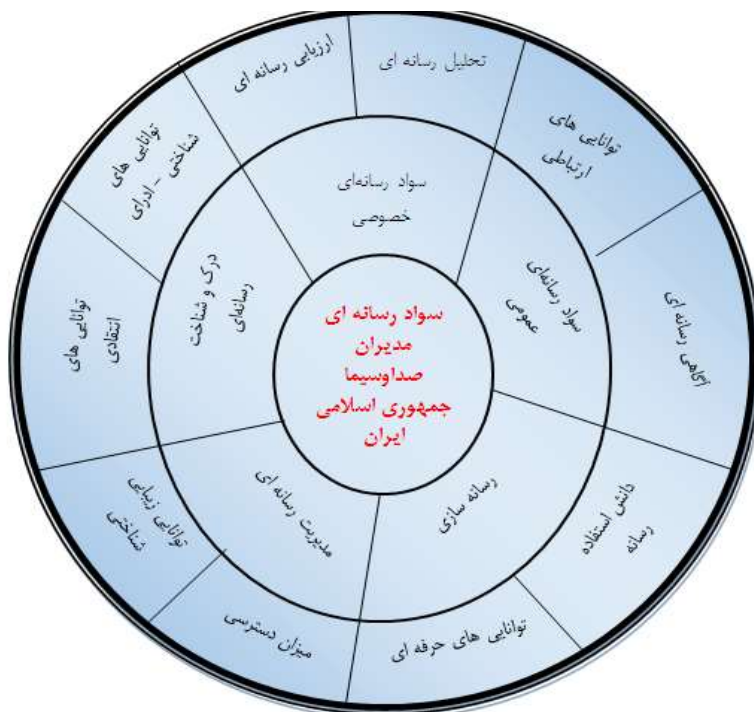 سواد رسانه ای
مدیران
صداوسیما
جمهوری اسلامی
ایران
سواد رسانه‌ای
خصوصی
سواد رسانه‌ای
عمومی
رسانه سازی
مدیریت رسانه ای
درک و شناخت
رسانه‌ای
تحلیل رسانه ای
توانایی های
ارتباطی
آگاهی رسانه ای
دانش استفاده
رسانه
توانایی های حرفه ای
میزان دسترسی
توانایی زیبایی
شناختی
توانایی های
انتقادی
توانایی های
شناختی - ادرای
ارزیابی رسانه ای